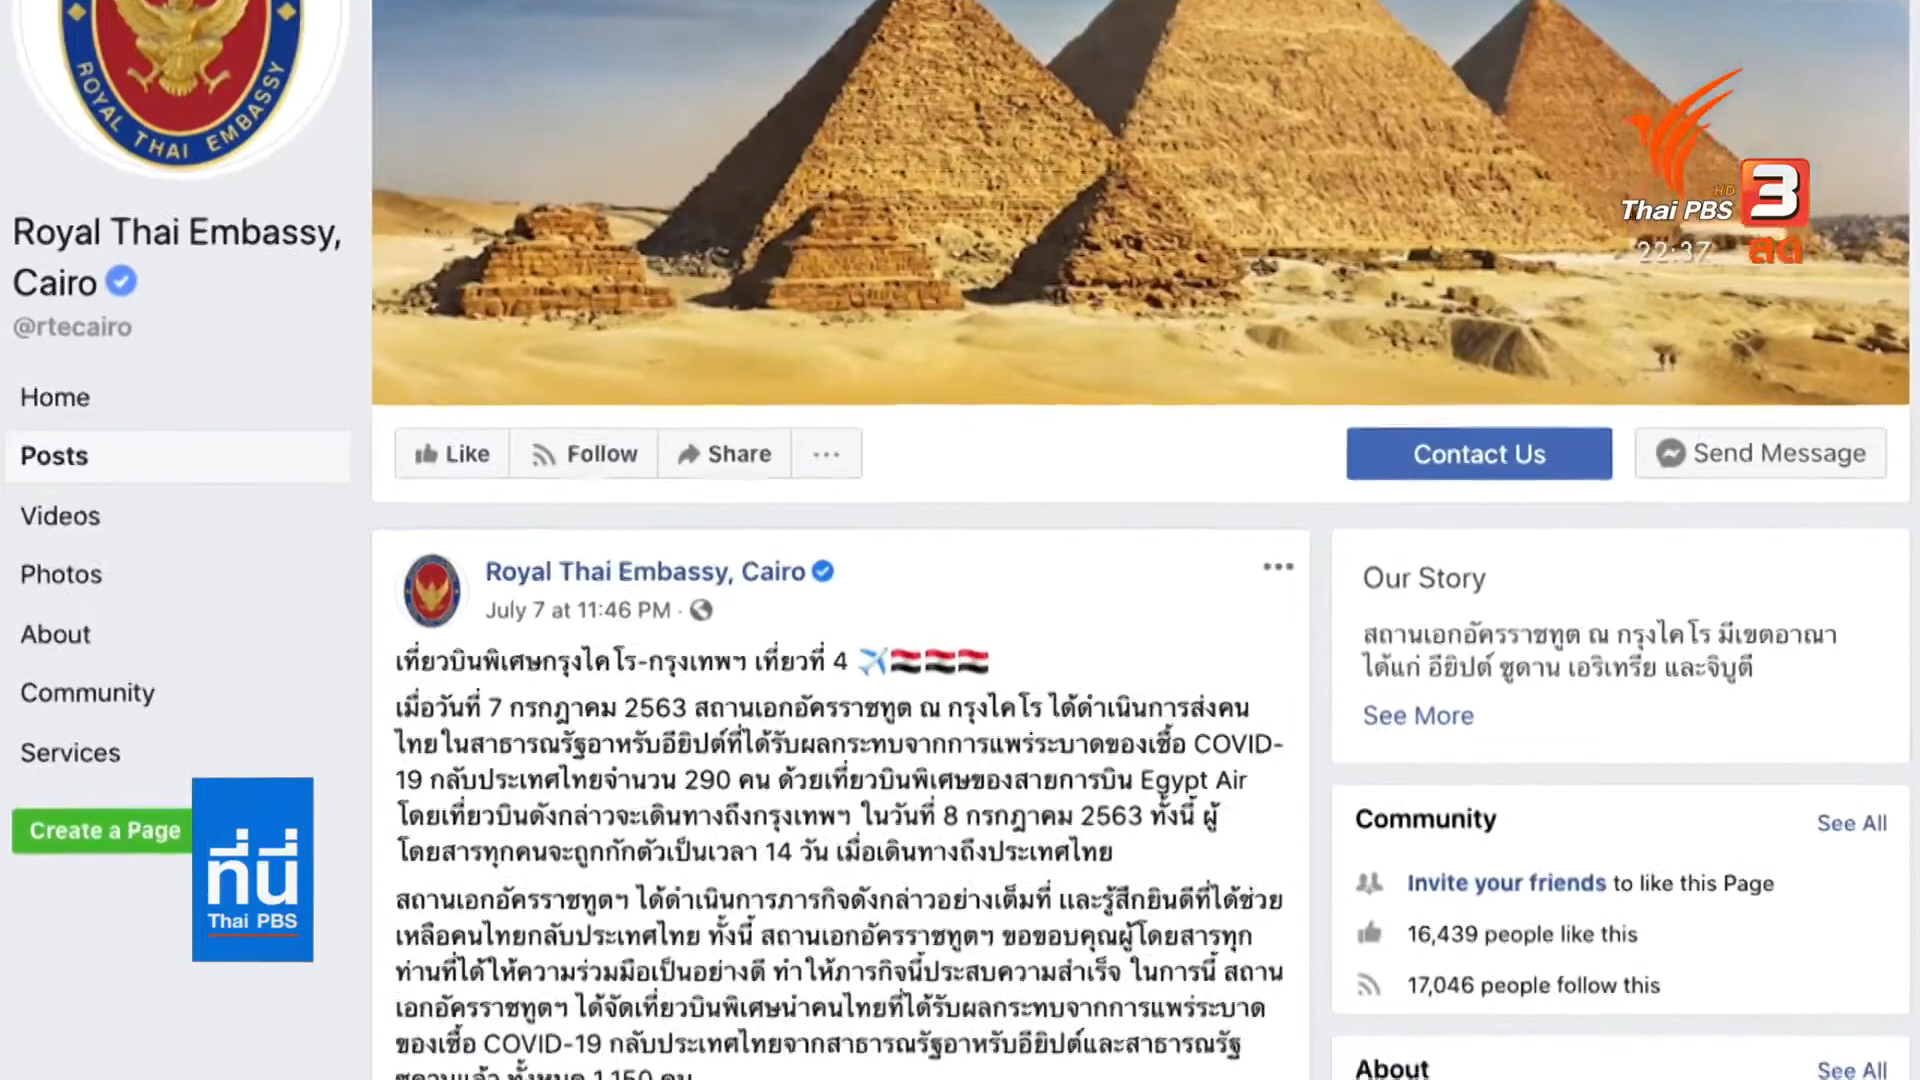 ROYAL THAI EMBASSY
Royal Thai Embassy,
Cairo
@rtecairo
Home
Posts
Videos
Photos
About
Community
Services
Create a Page
ที่นี่
Thai PBS
HD
Thai PBS
3
22:37
สด
Like
Follow
Share
Contact Us
Send Message
Royal Thai Embassy, Cairo
July 7 at 11:46 PM ·
เที่ยวบินพิเศษกรุงไคโร-กรุงเทพฯ เที่ยวที่ 4 ✈️🇪🇬🇪🇬🇪🇬
เมื่อวันที่ 7 กรกฎาคม 2563 สถานเอกอัครราชทูต ณ กรุงไคโร ได้ดำเนินการส่งคน
ไทยในสาธารณรัฐอาหรับอียิปต์ที่ได้รับผลกระทบจากการแพร่ระบาดของเชื้อ COVID-
19 กลับประเทศไทยจำนวน 290 คน ด้วยเที่ยวบินพิเศษของสายการบิน Egypt Air
โดยเที่ยวบินดังกล่าวจะเดินทางถึงกรุงเทพฯ ในวันที่ 8 กรกฎาคม 2563 ทั้งนี้ ผู้
โดยสารทุกคนจะถูกกักตัวเป็นเวลา 14 วัน เมื่อเดินทางถึงประเทศไทย
สถานเอกอัครราชทูตฯ ได้ดำเนินการภารกิจดังกล่าวอย่างเต็มที่ และรู้สึกยินดีที่ได้ช่วย
เหลือคนไทยกลับประเทศไทย ทั้งนี้ สถานเอกอัครราชทูตฯ ขอขอบคุณผู้โดยสารทุก
ท่านที่ได้ให้ความร่วมมือเป็นอย่างดี ทำให้ภารกิจนี้ประสบความสำเร็จ ในการนี้ สถาน
เอกอัครราชทูตฯ ได้จัดเที่ยวบินพิเศษนำคนไทยที่ได้รับผลกระทบจากการแพร่ระบาด
ของเชื้อ COVID-19 กลับประเทศไทยจากสาธารณรัฐอาหรับอียิปต์และสาธารณรัฐ
ซูดานแล้ว ทั้งหมด 1,150 คน
Our Story
สถานเอกอัครราชทูต ณ กรุงไคโร มีเขตอาณา
ได้แก่ อียิปต์ ซูดาน เอริเทรีย และจิบูตี
See More
Community
See All
Invite your friends to like this Page
16,439 people like this
17,046 people follow this
About
See All